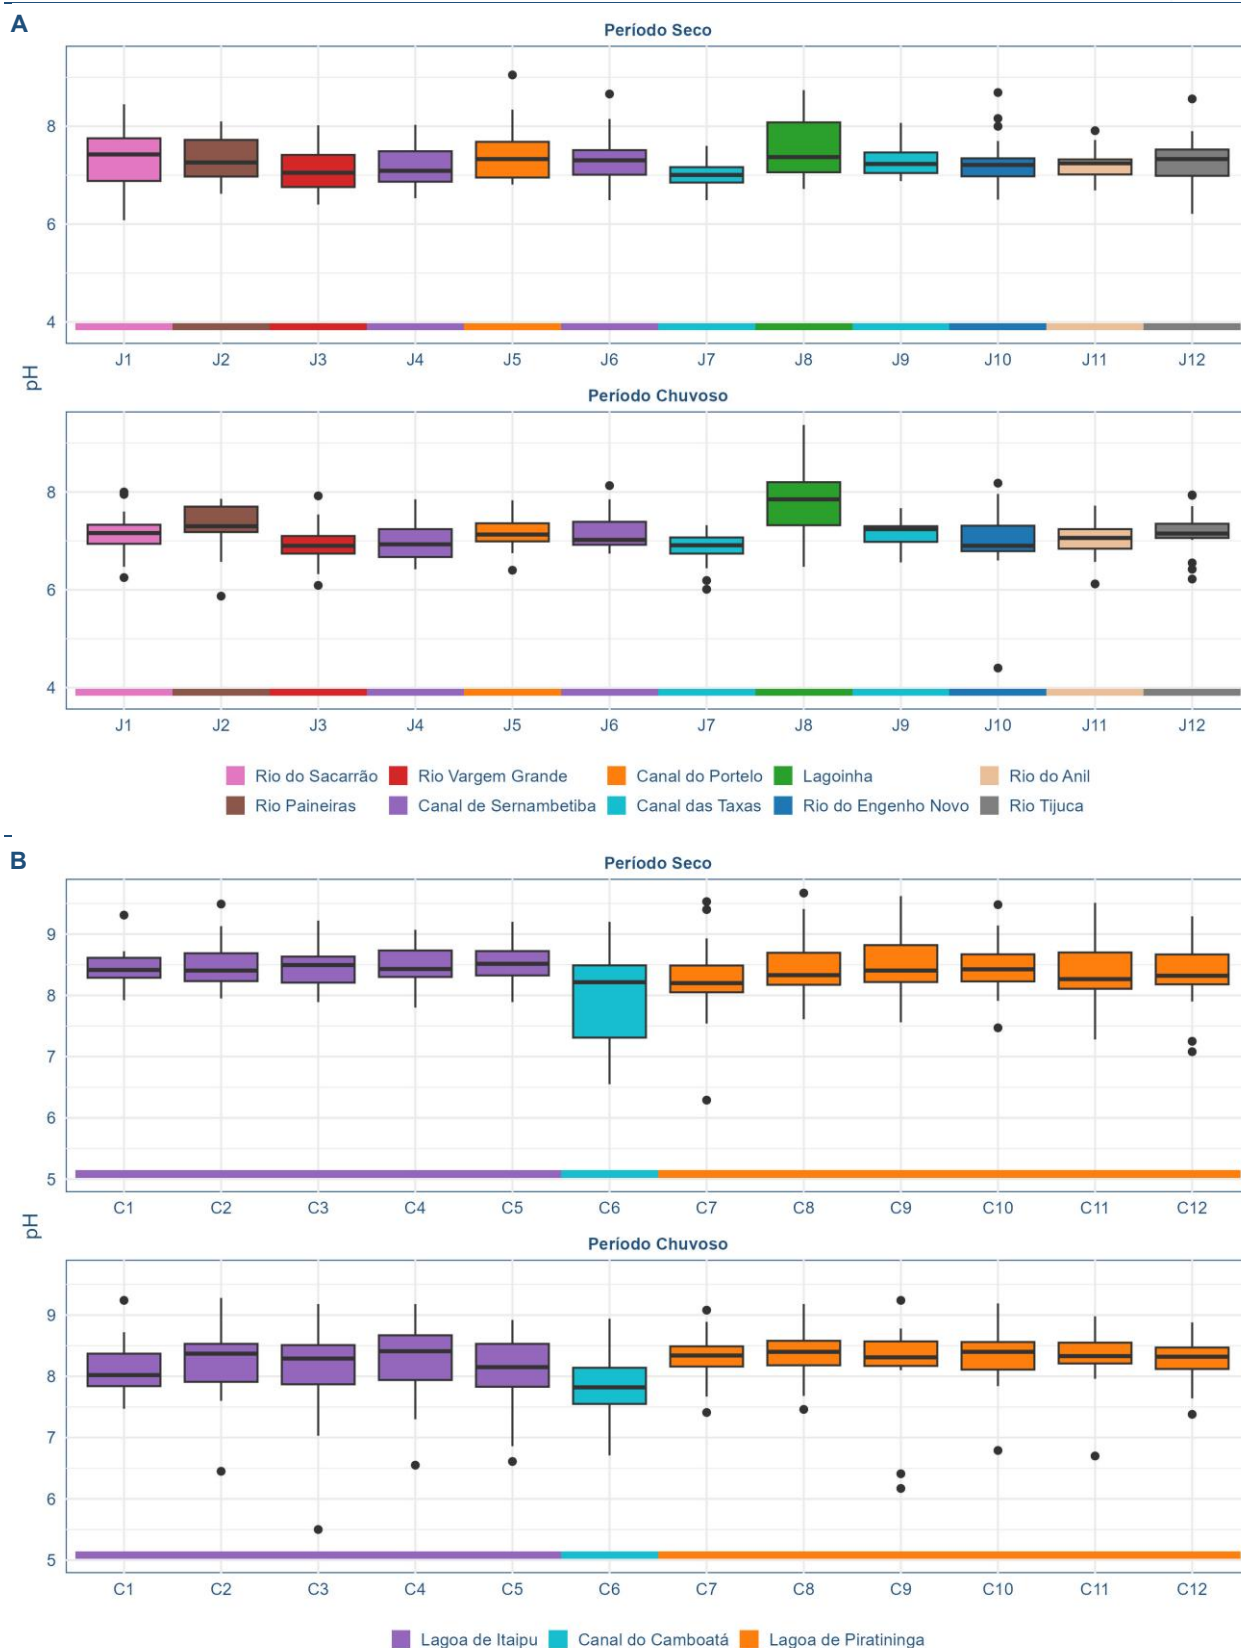 A
Período Seco
8
6
4
J1 J2 J3 J4 J5 J6 J7 J8 J9 J10 J11 J12
pH
Período Chuvoso
8
6
4
J1 J2 J3 J4 J5 J6 J7 J8 J9 J10 J11 J12
Rio do Sacarrão Rio Vargem Grande Canal do Portelo Lagoinha Rio do Anil
Rio Paineiras Canal de Sernambetiba Canal das Taxas Rio do Engenho Novo Rio Tijuca
B
Período Seco
9
8
7
6
5
C1 C2 C3 C4 C5 C6 C7 C8 C9 C10 C11 C12
pH
Período Chuvoso
9
8
7
6
5
C1 C2 C3 C4 C5 C6 C7 C8 C9 C10 C11 C12
Lagoa de Itaipu Canal do Camboatá Lagoa de Piratininga